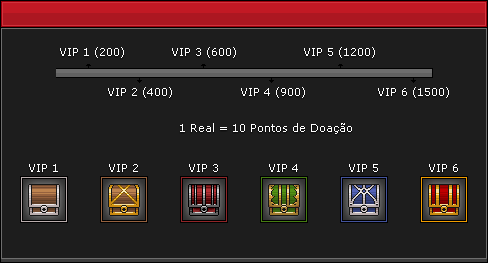 VIP 1 (200) VIP 3 (600) VIP 5 (1200)
VIP 2 (400) VIP 4 (900) VIP 6 (1500)
1 Real = 10 Pontos de Doação
VIP 1 VIP 2 VIP 3 VIP 4 VIP 5 VIP 6